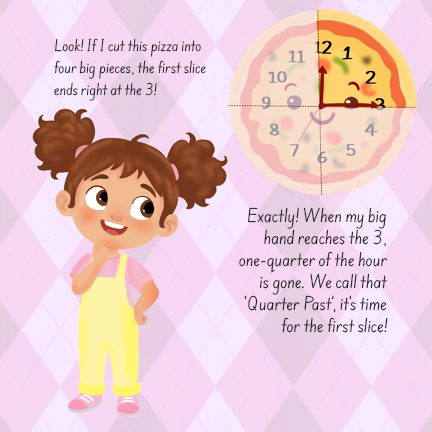 Look! If I cut this pizza into
four big pieces, the first slice
ends right at the 3!
12
1
2
3
4
5
6
7
8
9
10
11
Exactly! When my big
hand reaches the 3,
one-quarter of the hour
is gone. We call that
'Quarter Past', it's time
for the first slice!